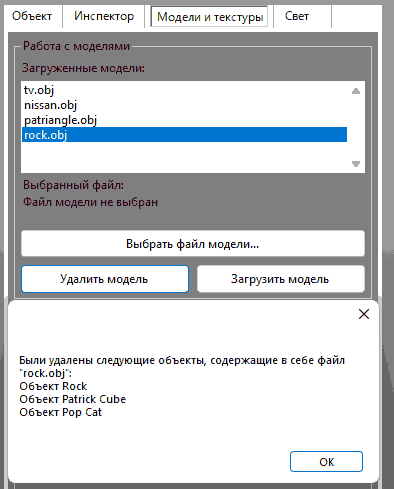 Объект Инспектор Модели и текстуры Свет
Работа с моделями
Загруженные модели:
tv.obj
nissan.obj
patriangle.obj
rock.obj
Выбранный файл:
Файл модели не выбран
Выбрать файл модели...
Удалить модель Загрузить модель
Были удалены следующие объекты, содержащие в себе файл
"rock.obj":
Объект Rock
Объект Patrick Cube
Объект Pop Cat
OK